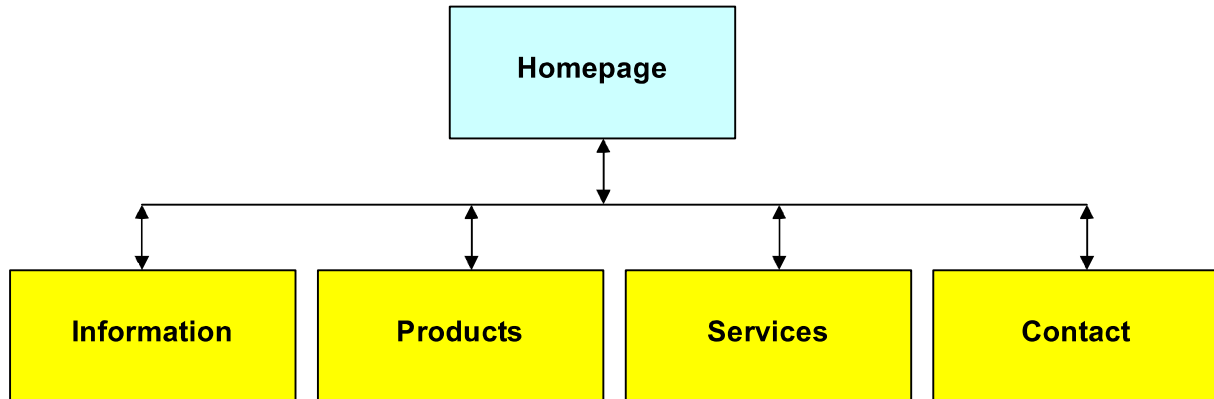 Homepage
Information
Products
Services
Contact